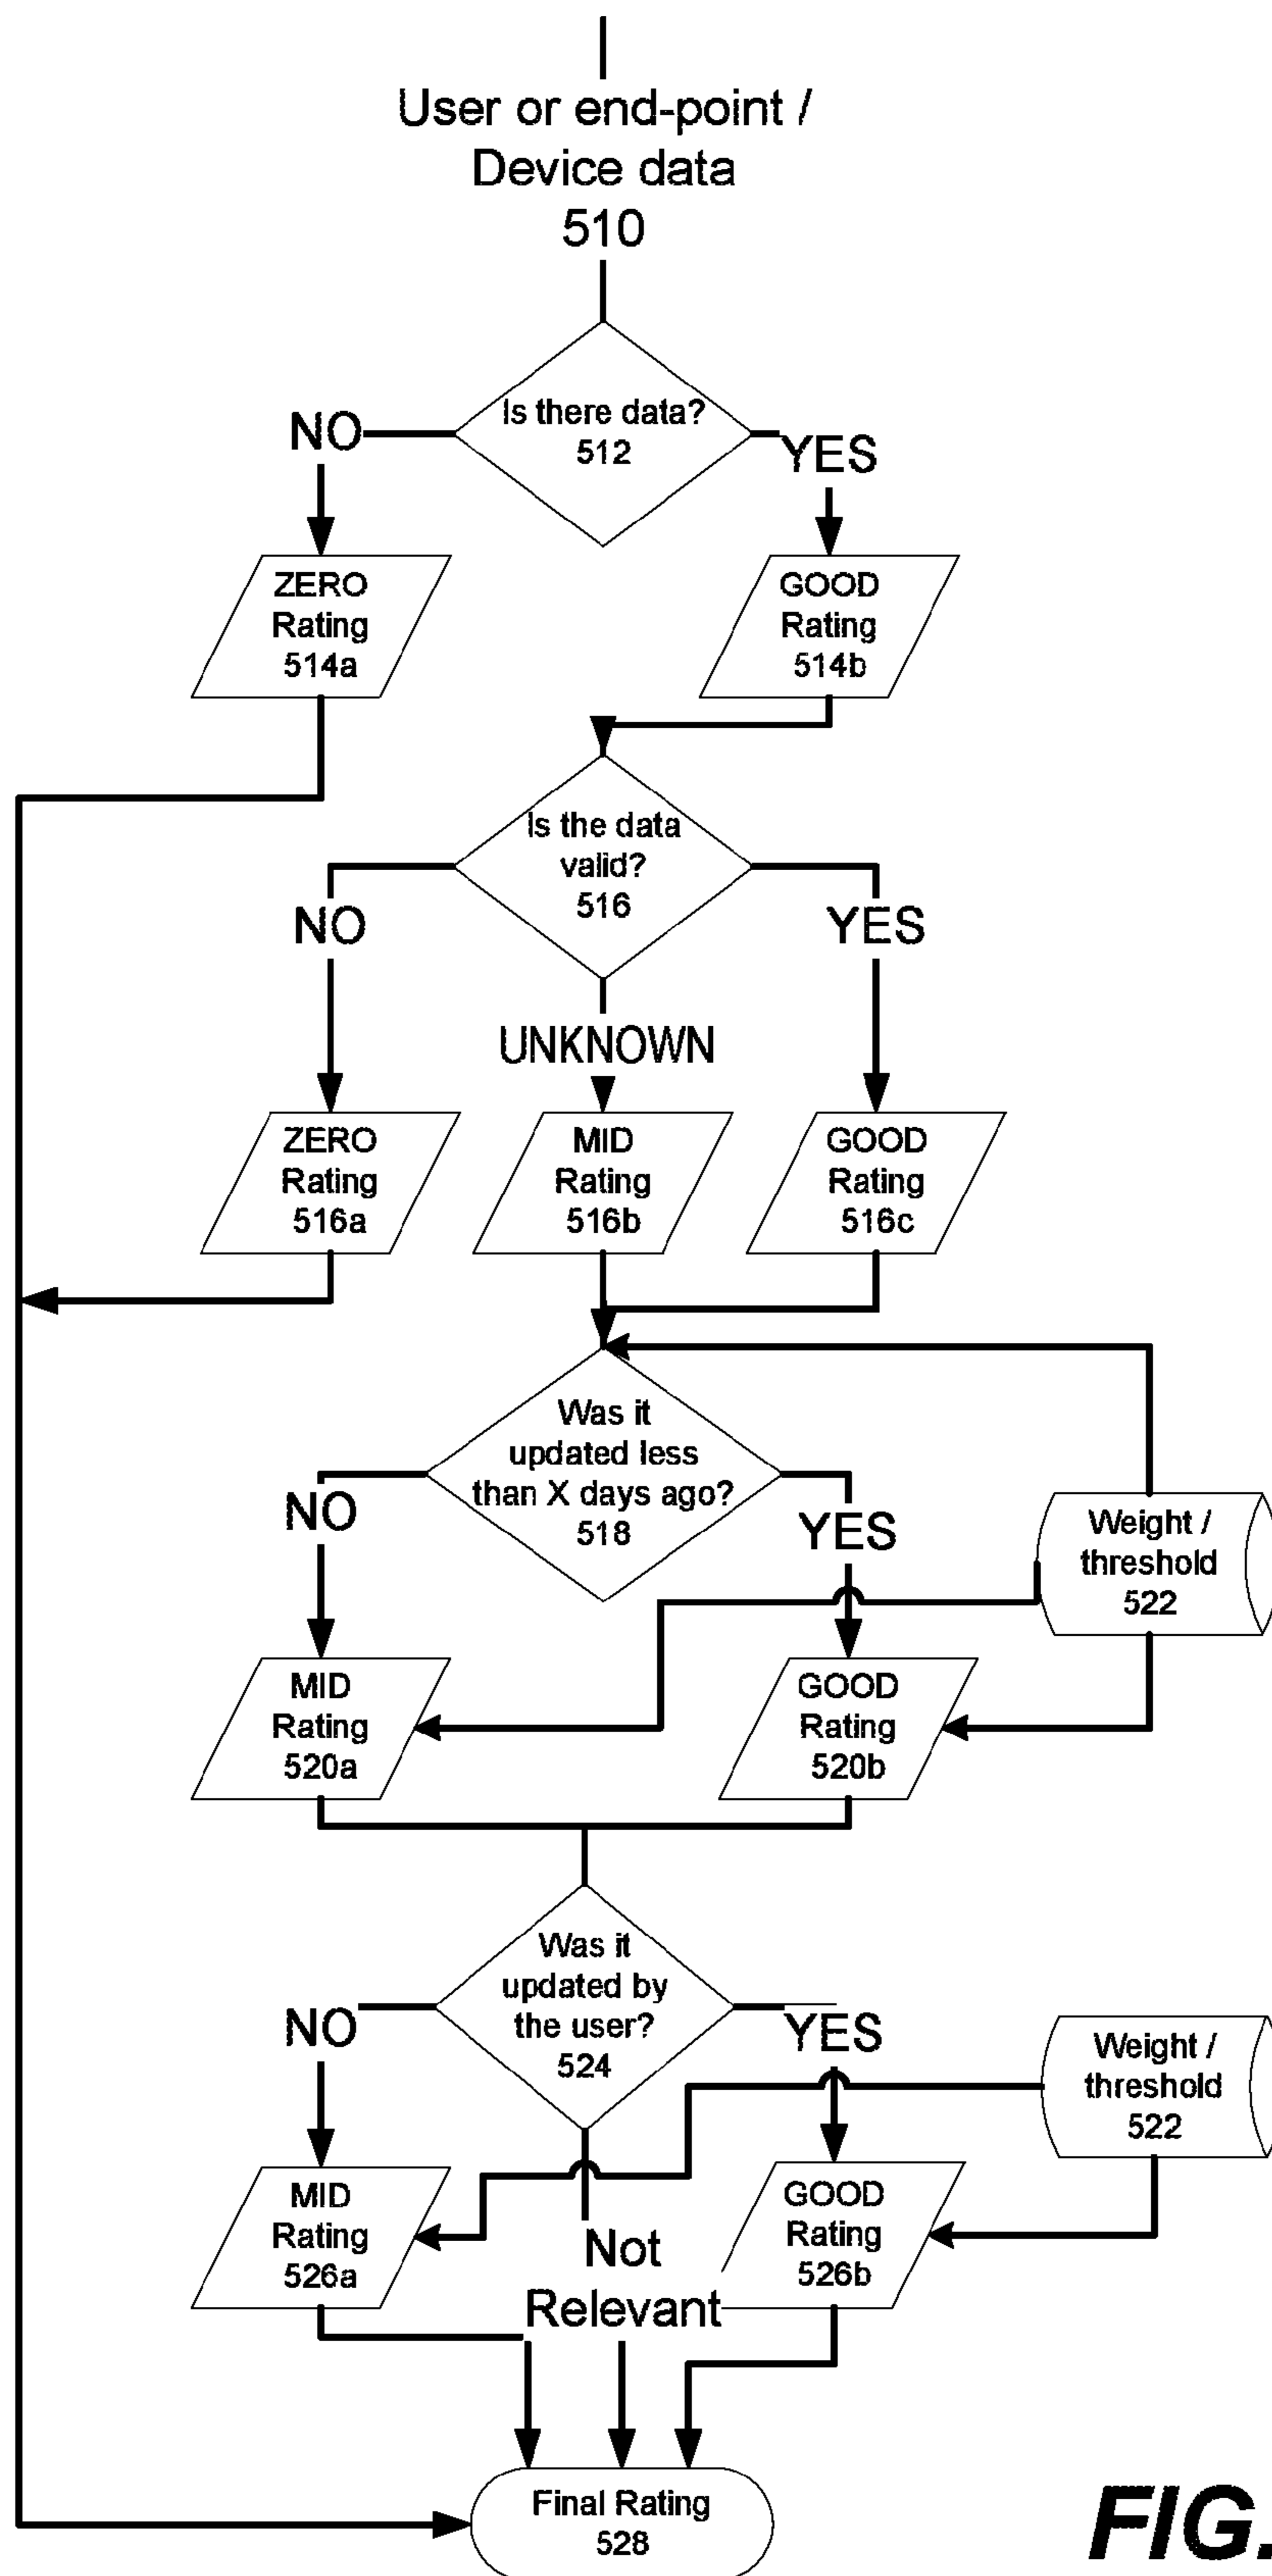 User or end-point /
Device data
510
Is there data?
512
NO
YES
ZERO
Rating
514a
GOOD
Rating
514b
Is the data
valid?
516
NO
YES
UNKNOWN
ZERO
Rating
516a
MID
Rating
516b
GOOD
Rating
516c
Was it
updated less
than X days ago?
518
NO
YES
Weight /
threshold
522
MID
Rating
520a
GOOD
Rating
520b
Was it
updated by
the user?
524
NO
YES
Weight /
threshold
522
MID
Rating
526a
GOOD
Rating
526b
Not
Relevant
Final Rating
528
FIG.